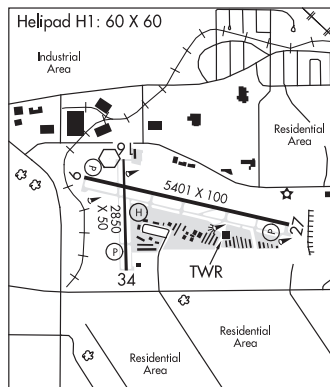 Helipad H1: 60 X 60
Industrial
Area
Residential
Area
16
P
9
5401 X 100
2850
X 50
H
P
P
27
34
TWR
Residential
Area
Residential
Area